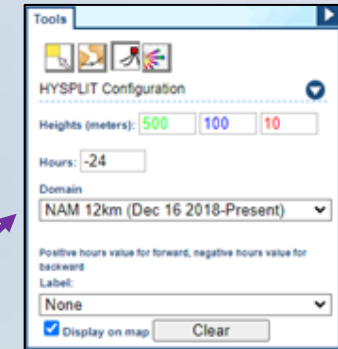 Tools
HYSPLIT Configuration
Heights (meters): 500 100 10
Hours: -24
Domain
NAM 12km (Dec 16 2018-Present)
Positive hours value for forward, negative hours value for
backward
Label:
None
Display on map Clear